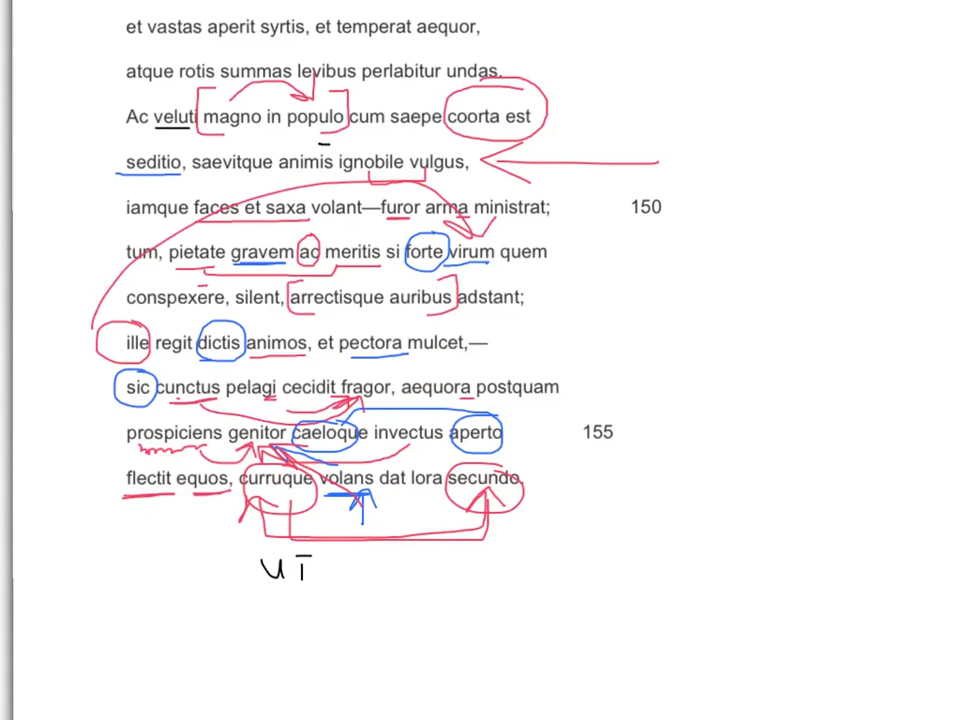 et vastas aperit syrtis, et temperat aequor,
atque rotis summas levibus perlabitur undas.
Ac veluti magno in populo cum saepe coorta est
seditio, saevitque animis ignobile vulgus,
iamque faces et saxa volant—furor arma ministrat; 150
tum, pietate gravem ac meritis si forte virum quem
conspexere, silent, arrectisque auribus adstant;
ille regit dictis animos, et pectora mulcet,—
sic cunctus pelagi cecidit fragor, aequora postquam
prospiciens genitor caeloque invectus aperto 155
flectit equos, curruque volans dat lora secundo.